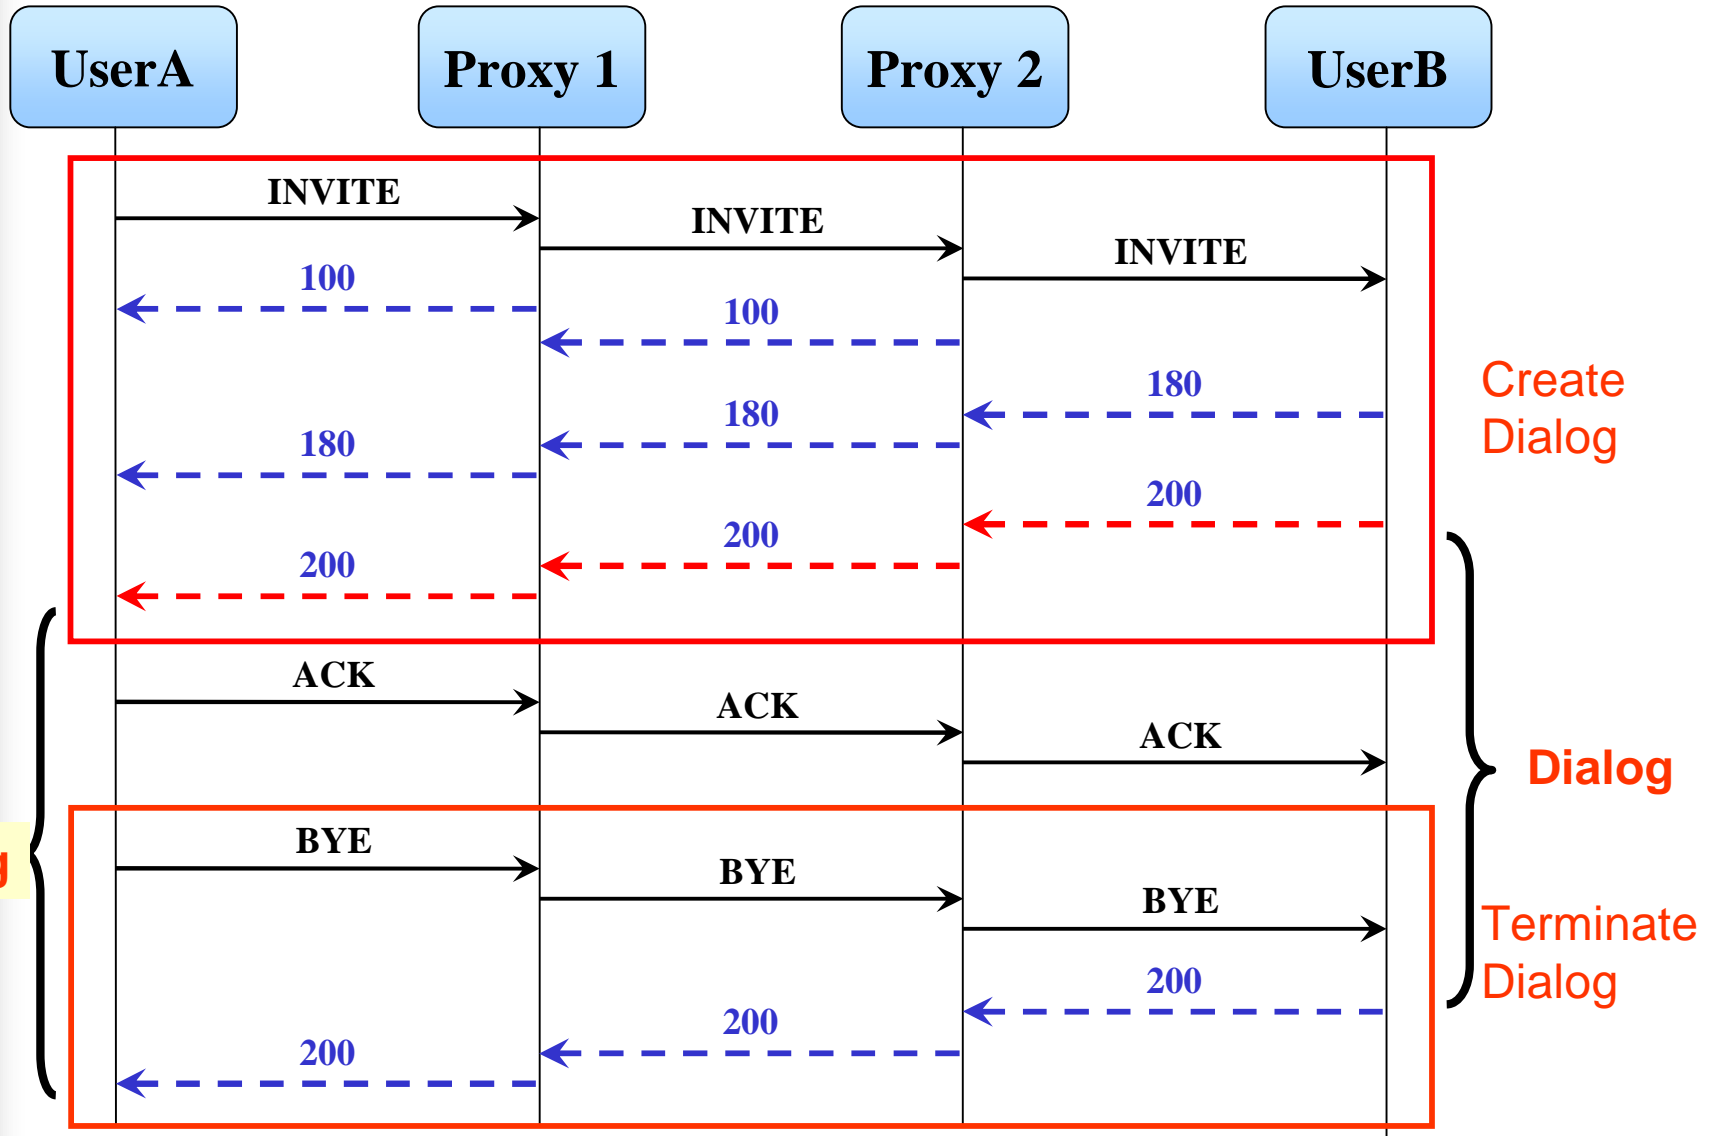 UserA Proxy 1 Proxy 2 UserB
INVITE
INVITE
INVITE
100
100
180
180
180
200
200
200
Create
Dialog
ACK
ACK
ACK
Dialog
BYE
BYE
BYE
Terminate
Dialog
200
200
200